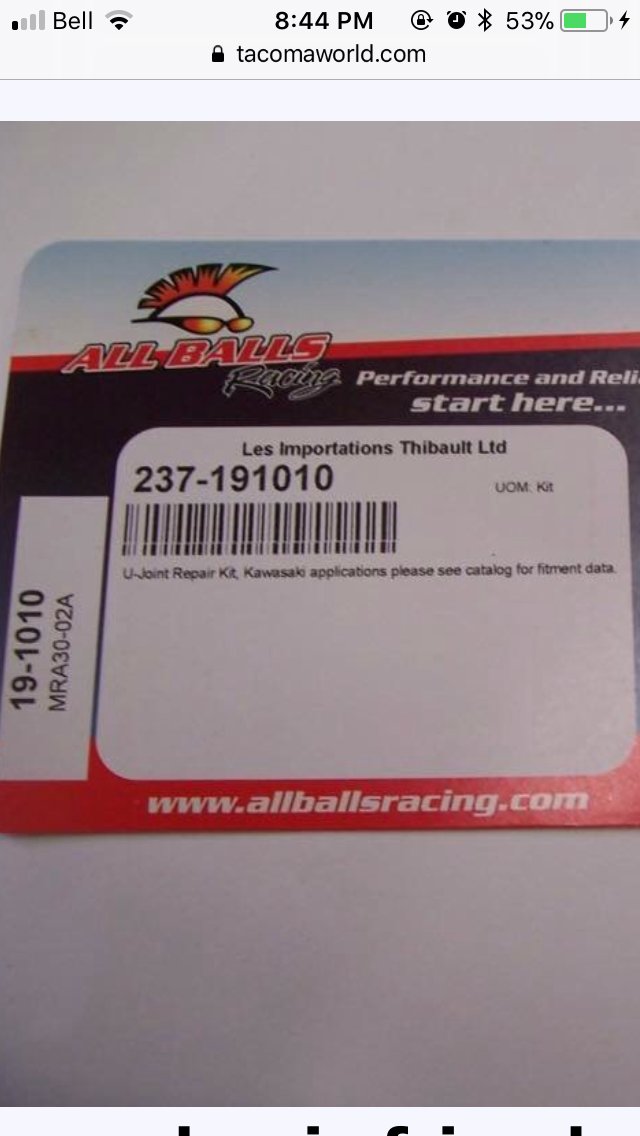 Bell 8:44 PM 53%
tacomaworld.com
ALL BALLS
Racing
Performance and Reli
start here...
Les Importations Thibault Ltd
237-191010
UOM: Kit
U-Joint Repair Kit, Kawasaki applications please see catalog for fitment data.
19-1010
MRA30-02A
www.allballsracing.com